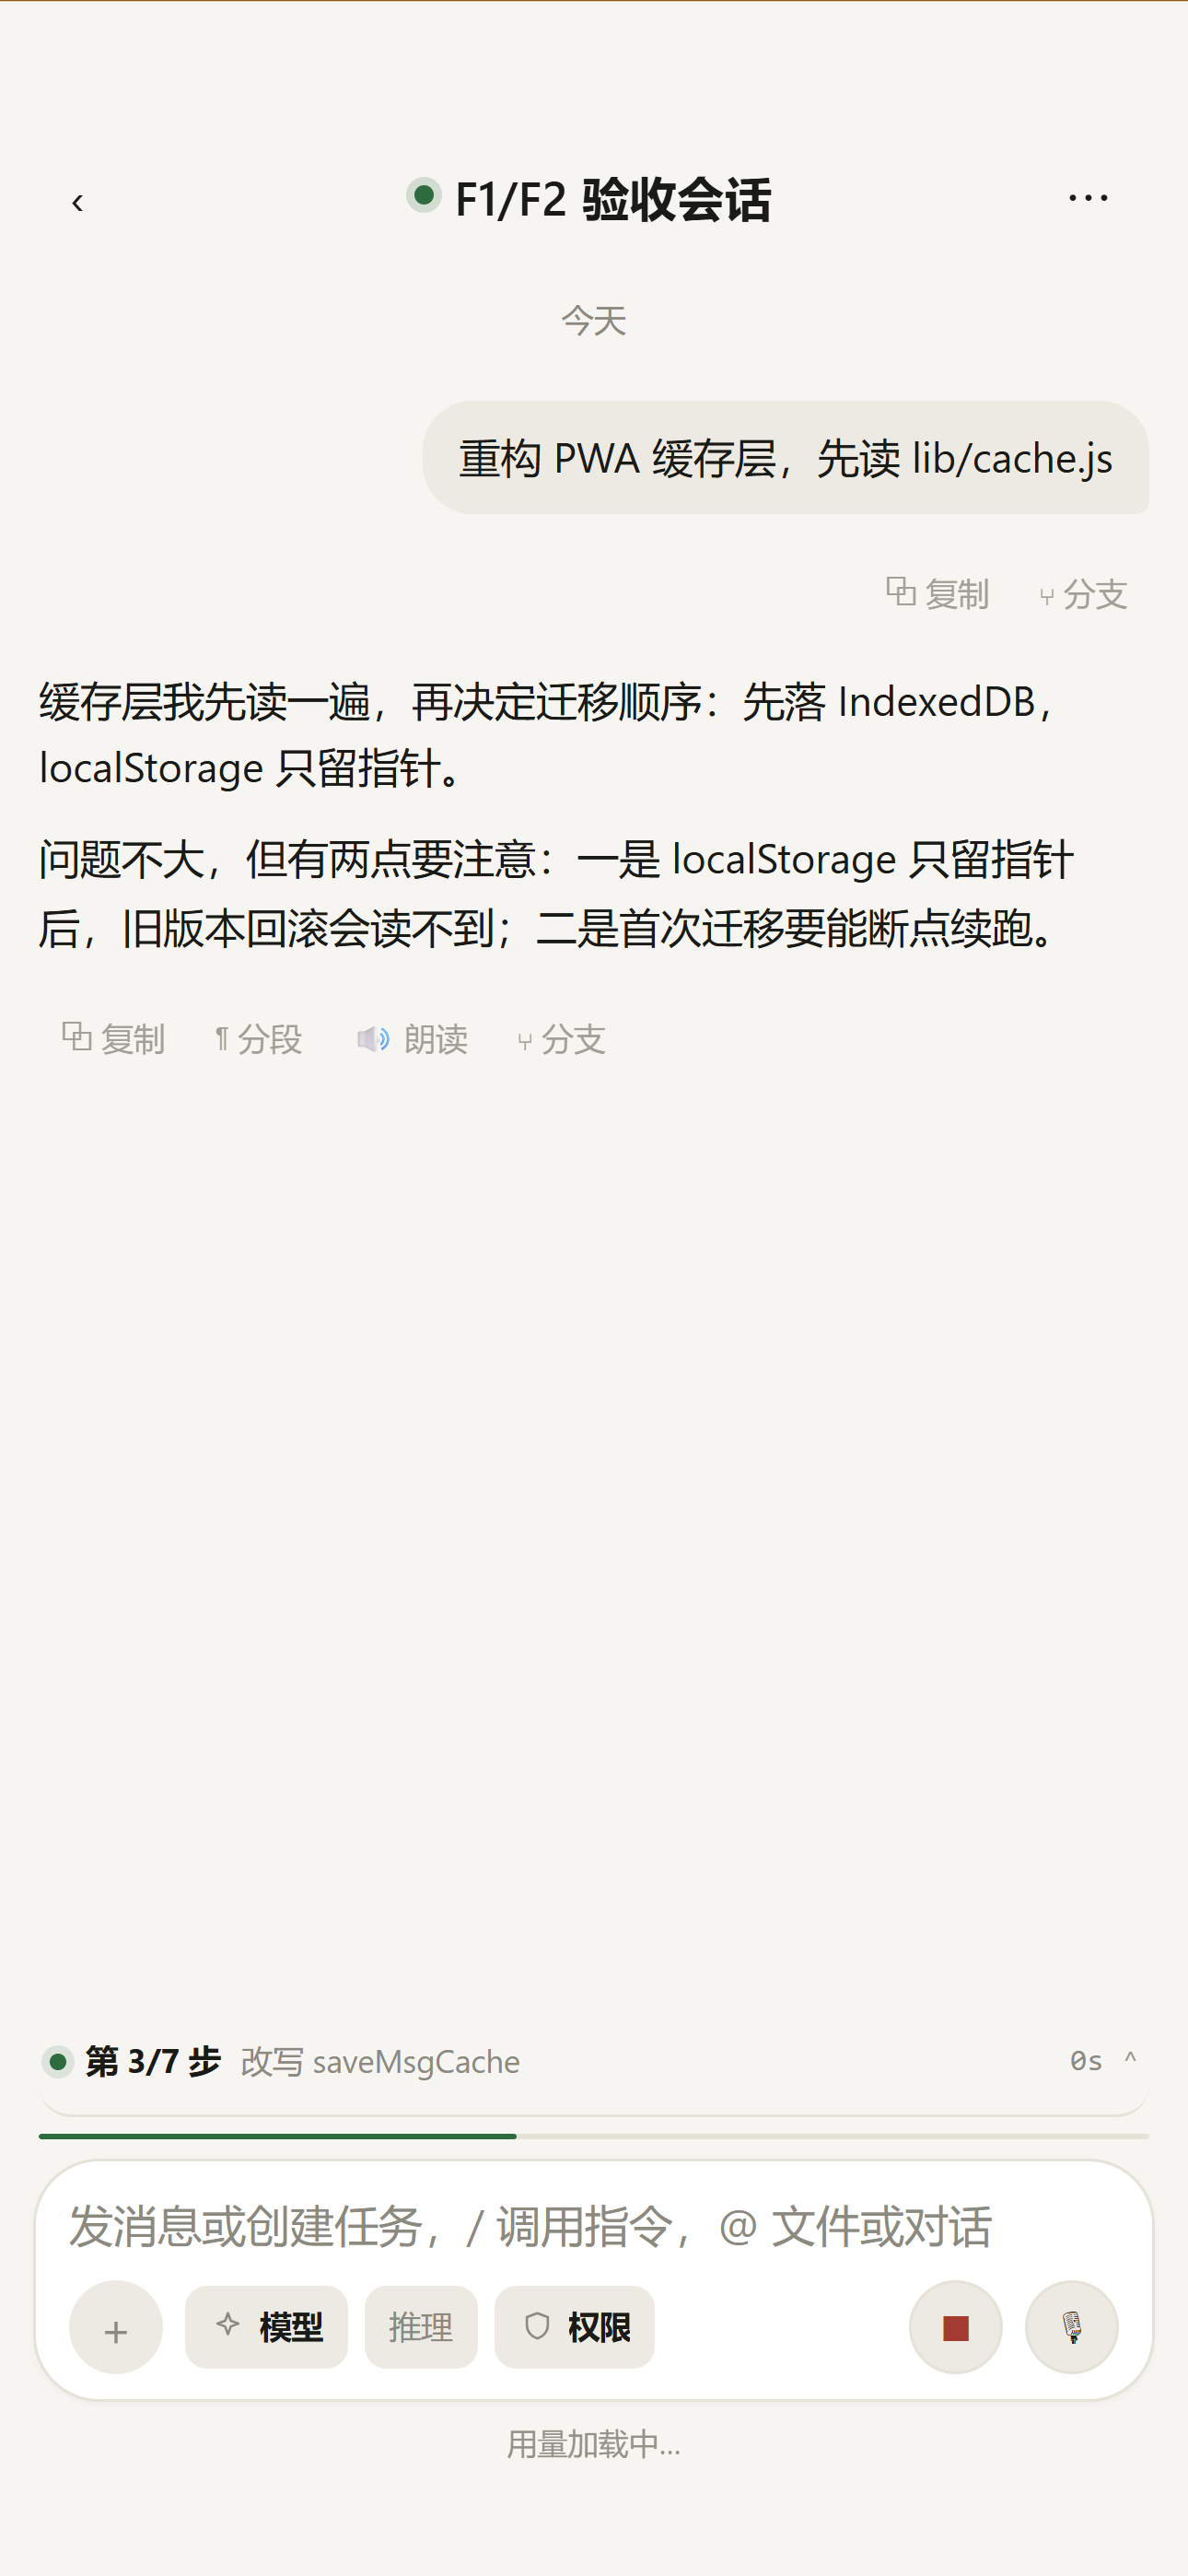 ‹ F1/F2 验收会话 ···
今天
重构 PWA 缓存层，先读 lib/cache.js
复制 分支
缓存层我先读一遍，再决定迁移顺序：先落 IndexedDB，
localStorage 只留指针。
问题不大，但有两点要注意：一是 localStorage 只留指针
后，旧版本回滚会读不到；二是首次迁移要能断点续跑。
复制 ¶ 分段 朗读 分支
第 3/7 步 改写 saveMsgCache 0s ^
发消息或创建任务，/ 调用指令，@ 文件或对话
+ 模型 推理 权限
用量加载中...